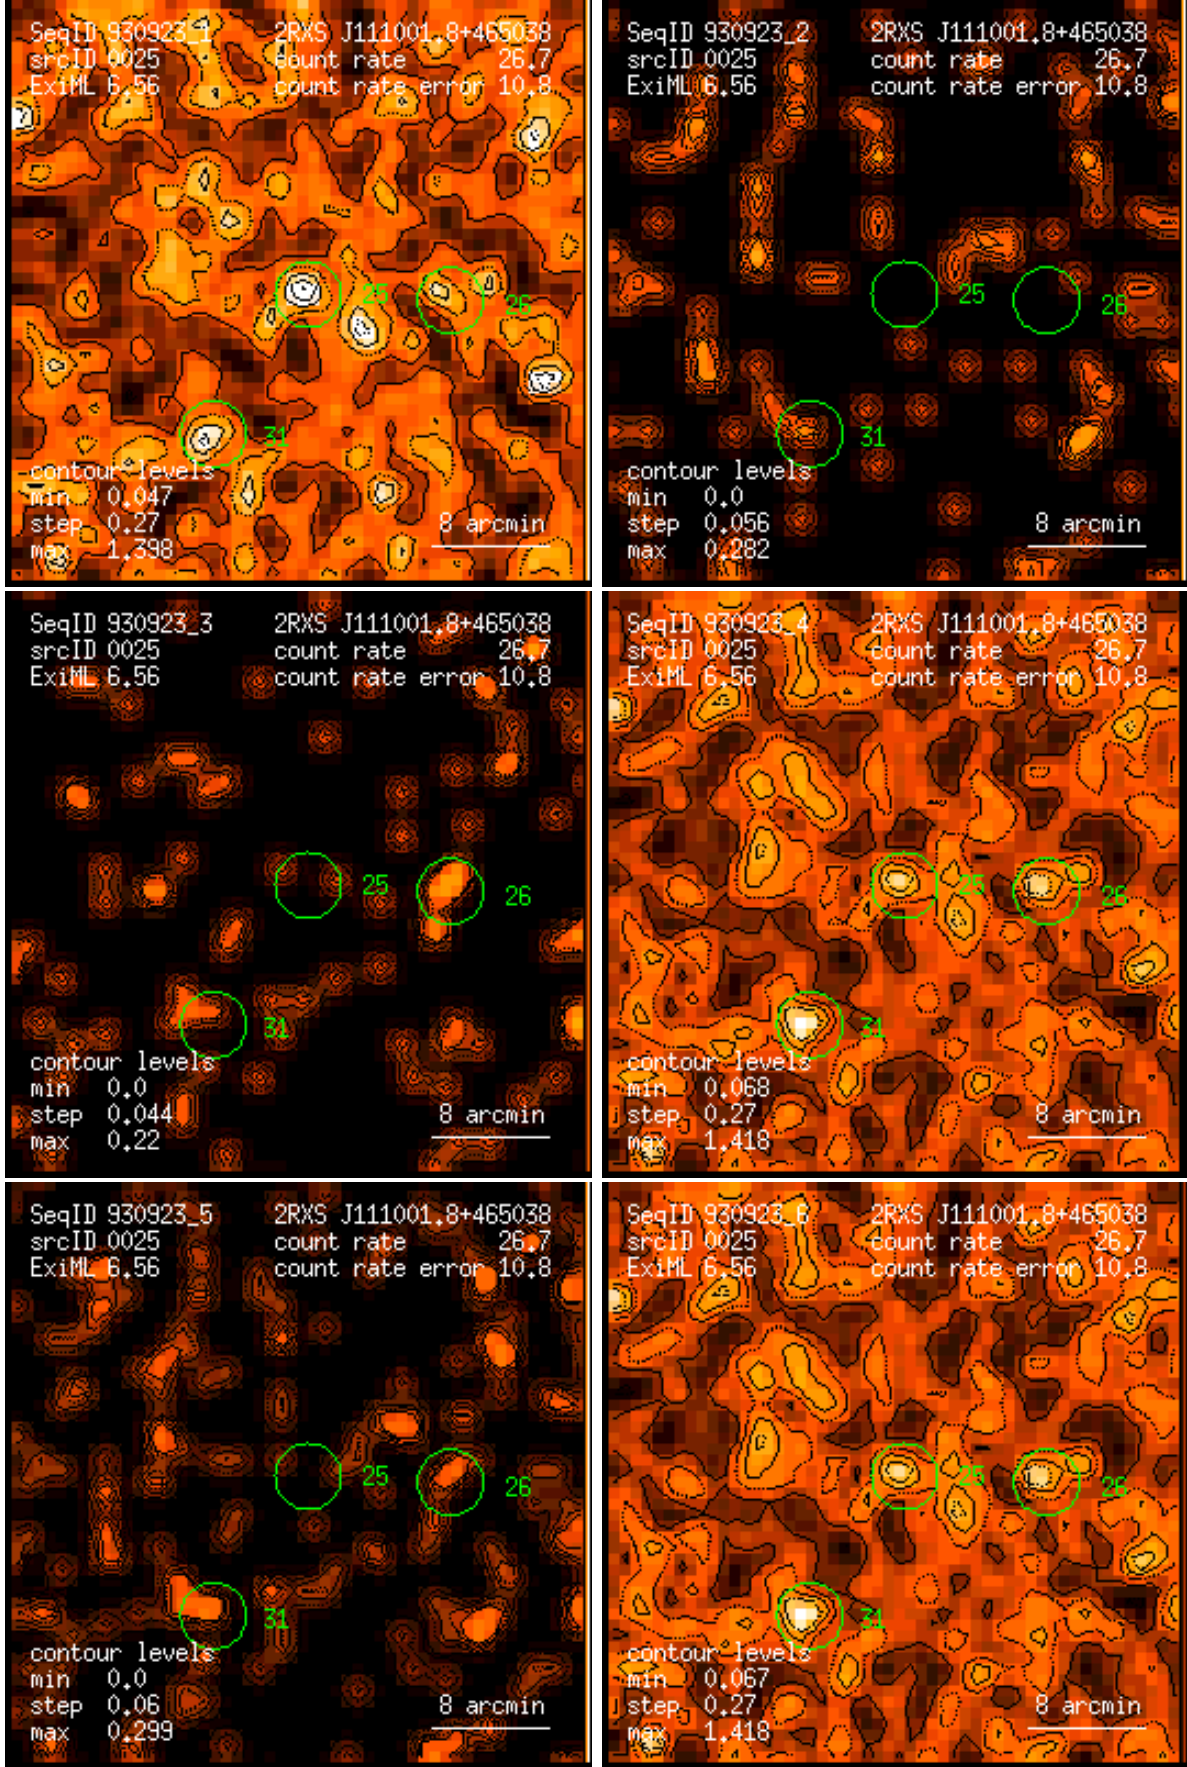 SeqID 930923_1 2RXS J111001.8+465038
srcID 0025 count rate 26.7
ExiML 6.56 count rate error 10.8
25
26
31
contour levels
min 0.047
step 0.27 8 arcmin
max 1.398
SeqID 930923_2 2RXS J111001.8+465038
srcID 0025 count rate 26.7
ExiML 6.56 count rate error 10.8
25
26
31
contour levels
min 0.0
step 0.056 8 arcmin
max 0.282
SeqID 930923_3 2RXS J111001.8+465038
srcID 0025 count rate 26.7
ExiML 6.56 count rate error 10.8
25
26
31
contour levels
min 0.0
step 0.044 8 arcmin
max 0.22
SeqID 930923_4 2RXS J111001.8+465038
srcID 0025 count rate 26.7
ExiML 6.56 count rate error 10.8
25
26
31
contour levels
min 0.068
step 0.27 8 arcmin
max 1.418
SeqID 930923_5 2RXS J111001.8+465038
srcID 0025 count rate 26.7
ExiML 6.56 count rate error 10.8
25
26
31
contour levels
min 0.0
step 0.06 8 arcmin
max 0.299
SeqID 930923_6 2RXS J111001.8+465038
srcID 0025 count rate 26.7
ExiML 6.56 count rate error 10.8
25
26
31
contour levels
min 0.067
step 0.27 8 arcmin
max 1.418